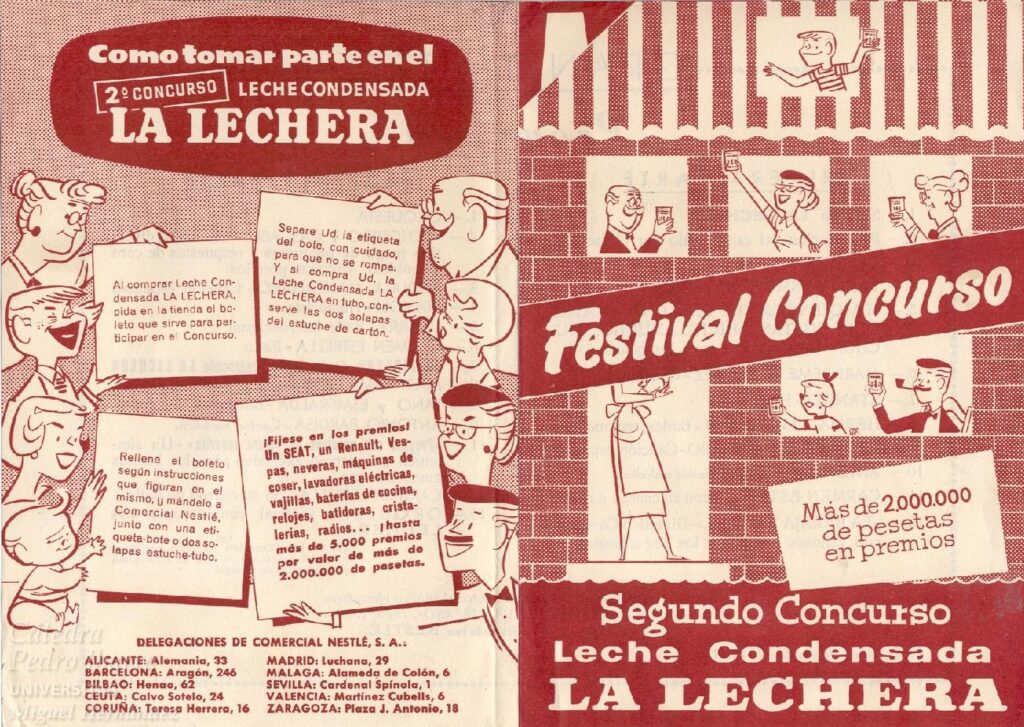 Como tomar parte en el
2º CONCURSO LECHE CONDENSADA
LA LECHERA
Al comprar Leche Con-
densada LA LECHERA,
pida en la tienda el bo-
leto que sirve para par-
ticipar en el Concurso.
Separe Ud. la etiqueta
del bote, con cuidado,
para que no se rompa.
Y si compra Ud. la
Leche Condensada LA
LECHERA en tubo, con-
serve las dos solapas
del estuche de cartón.
Rellene el boleto
según instrucciones
que figuran en el
mismo, y mándelo a
Comercial Nestlé,
junto con una eti-
queta-bote o dos so-
lapas estuche-tubo.
¡Fíjese en los premios!
Un SEAT, un Renault, Ves-
pas, neveras, máquinas de
coser, lavadoras eléctricas,
vajillas, baterías de cocina,
relojes, batidoras, crista-
lerías, radios... ¡hasta
más de 5.000 premios
por valor de más de
2.000.000 de pesetas.
DELEGACIONES DE COMERCIAL NESTLÉ, S. A.:
ALICANTE: Alemania, 33
BARCELONA: Aragón, 246
BILBAO: Henao, 62
CEUTA: Calvo Sotelo, 24
CORUÑA: Teresa Herrera, 16
MADRID: Luchana, 29
MALAGA: Alameda de Colón, 6
SEVILLA: Cardenal Spínola, 1
VALENCIA: Martínez Cubells, 6
ZARAGOZA: Plaza J. Antonio, 18
Cátedra
Pedro
UNIVERS
Miguel Hernández
Festival Concurso
Más de 2.000.000
de pesetas
en premios
Segundo Concurso
Leche Condensada
LA LECHERA